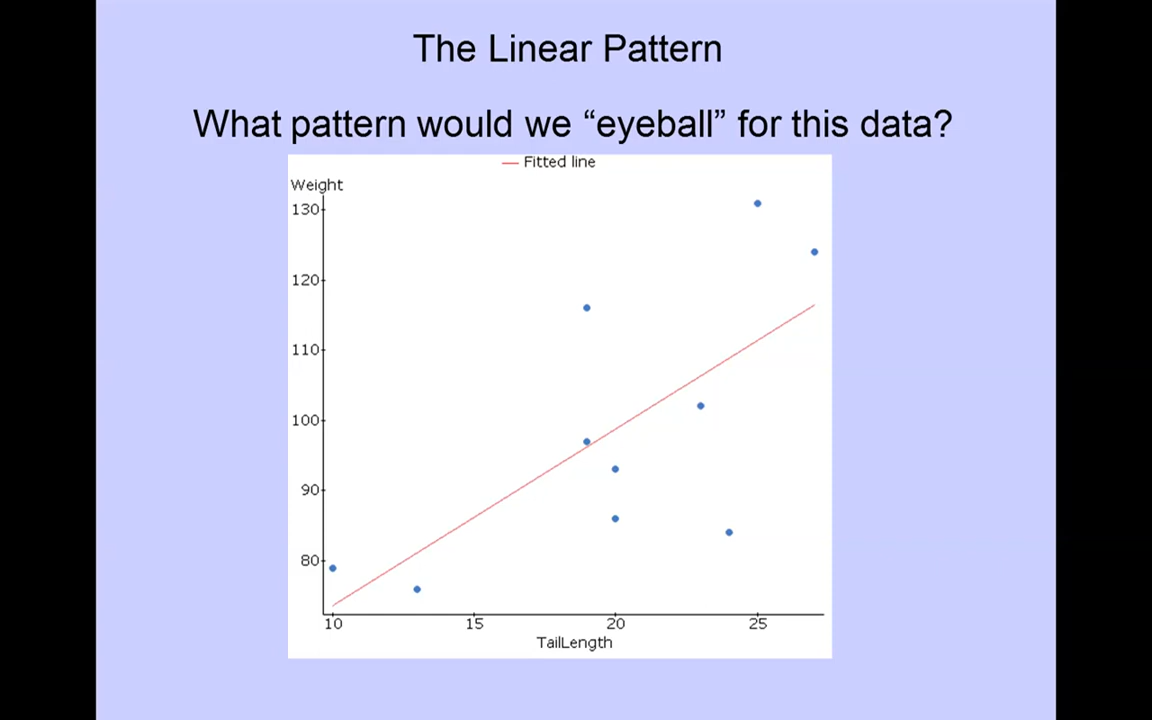 The Linear Pattern
What pattern would we “eyeball” for this data?
Fitted line
Weight
130
120
110
100
90
80
10 15 20 25
TailLength